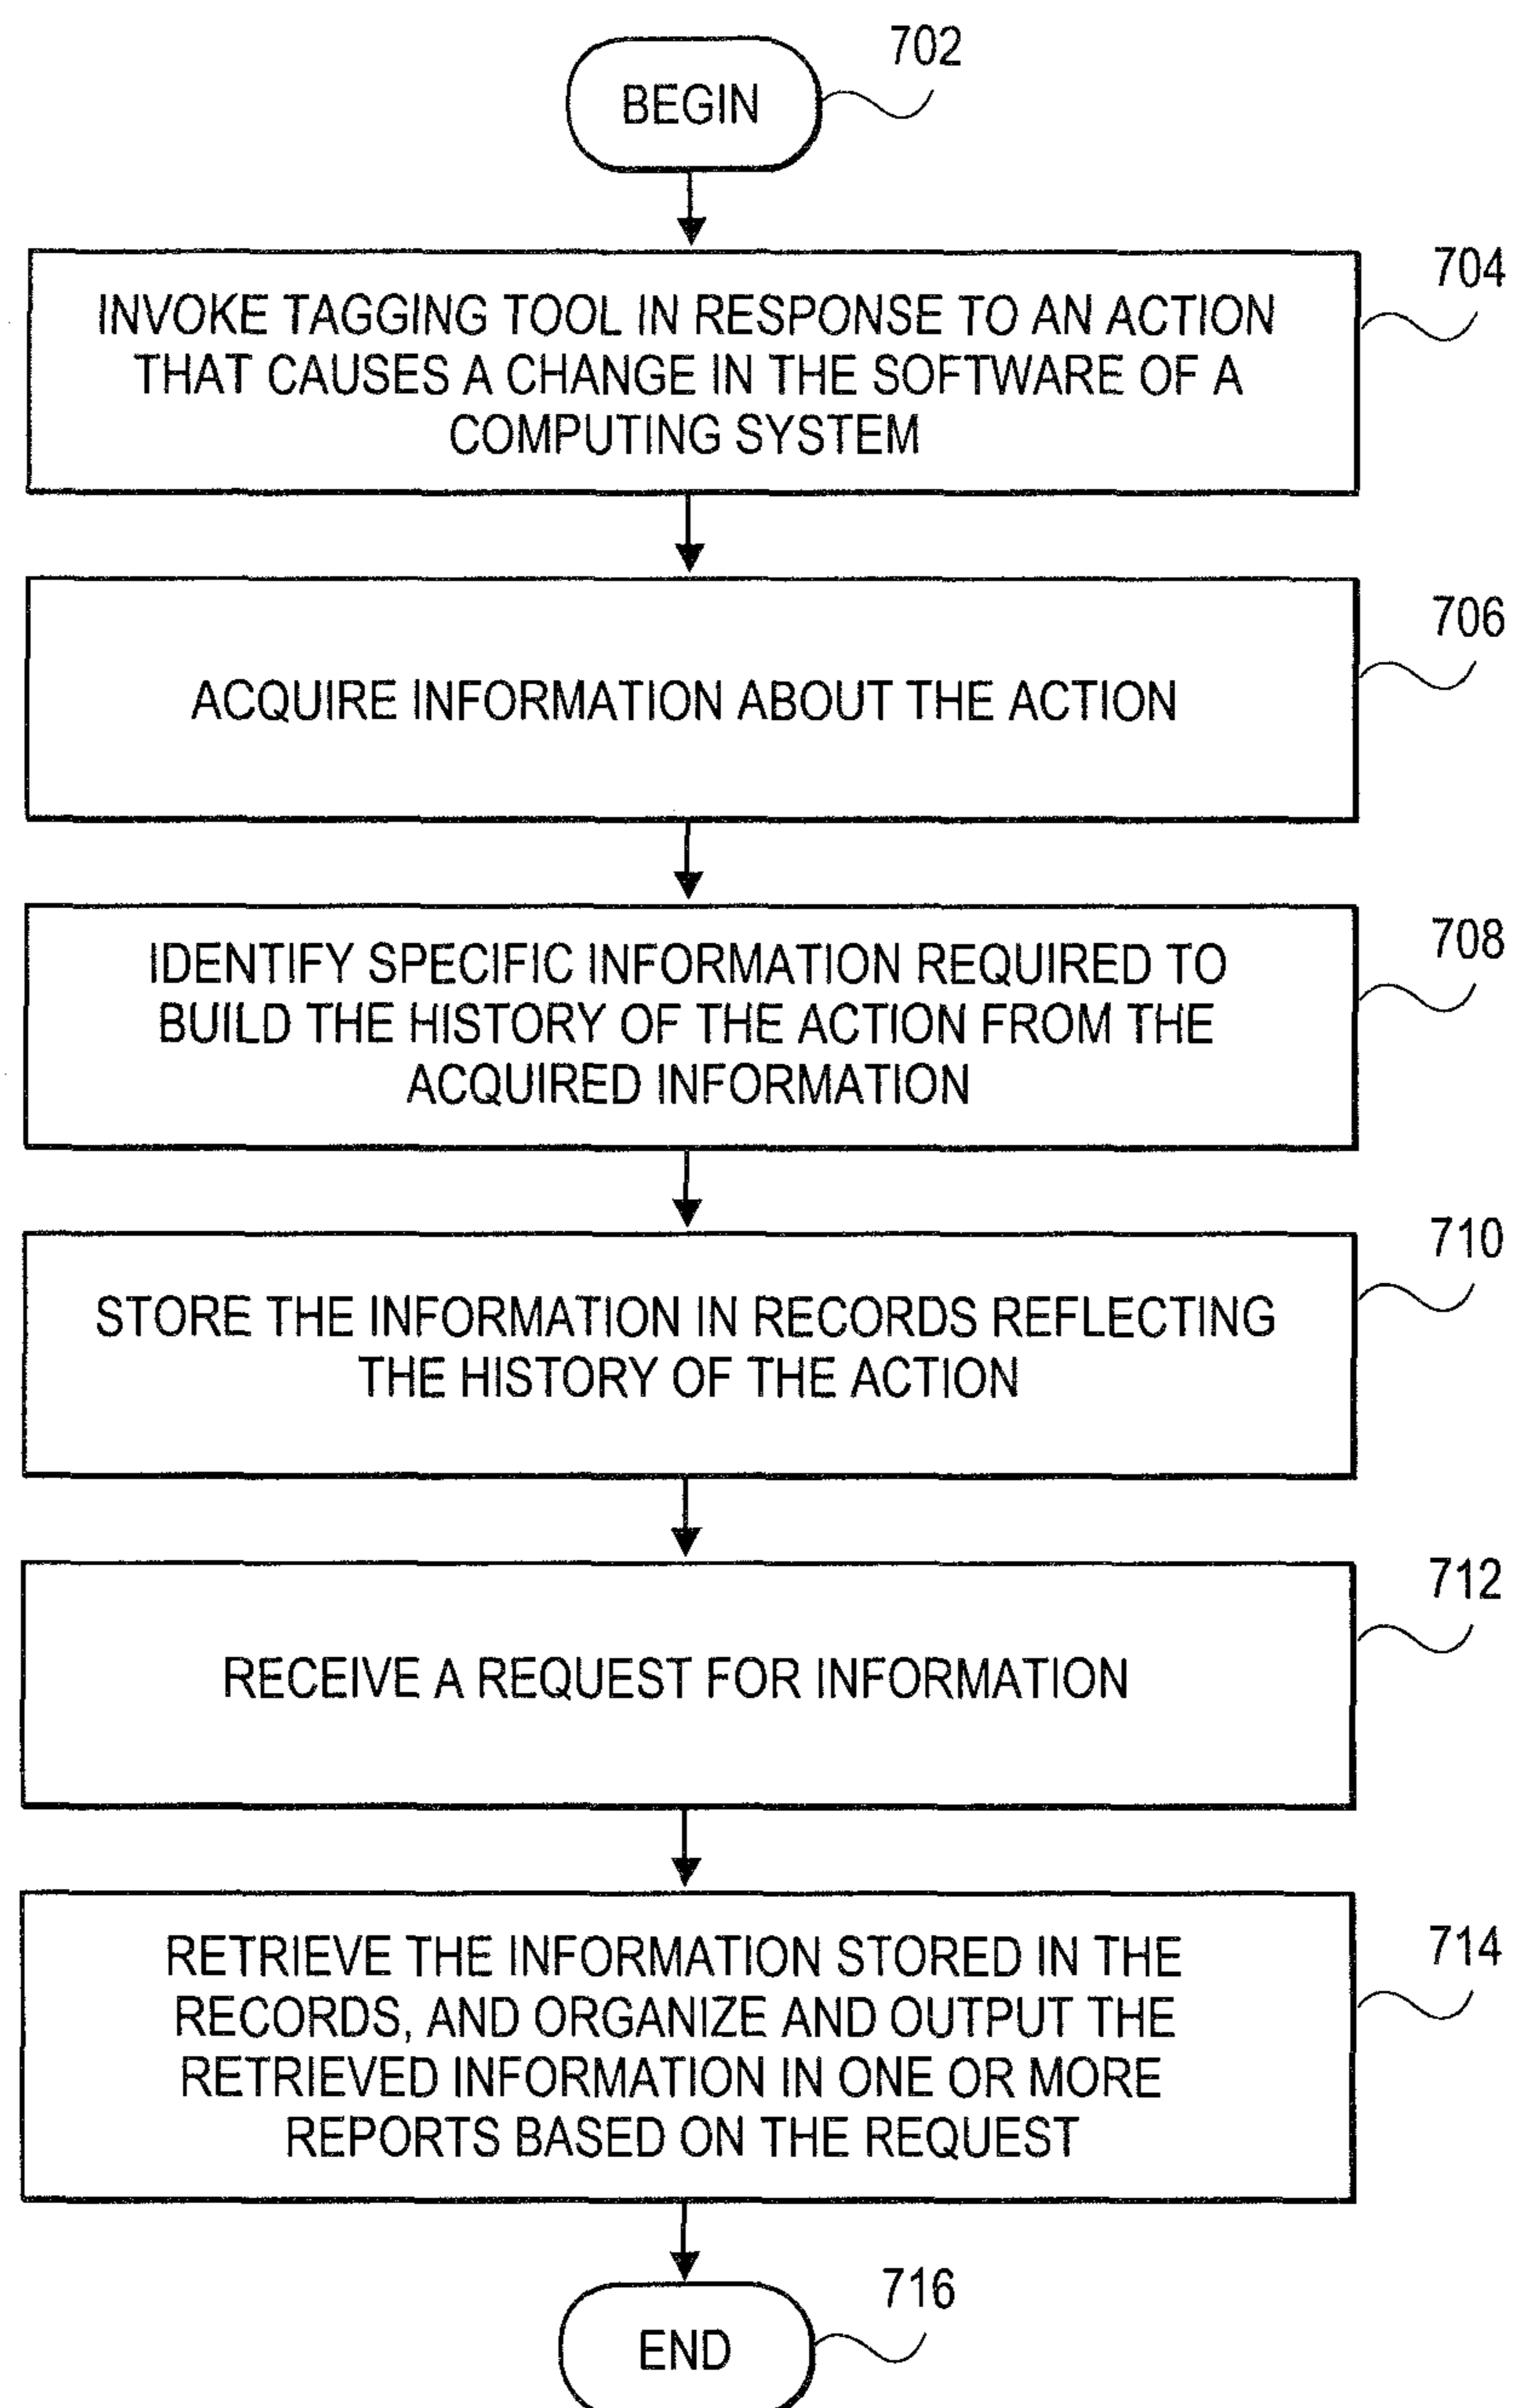 702
BEGIN
704
INVOKE TAGGING TOOL IN RESPONSE TO AN ACTION
THAT CAUSES A CHANGE IN THE SOFTWARE OF A
COMPUTING SYSTEM
706
ACQUIRE INFORMATION ABOUT THE ACTION
708
IDENTIFY SPECIFIC INFORMATION REQUIRED TO
BUILD THE HISTORY OF THE ACTION FROM THE
ACQUIRED INFORMATION
710
STORE THE INFORMATION IN RECORDS REFLECTING
THE HISTORY OF THE ACTION
712
RECEIVE A REQUEST FOR INFORMATION
714
RETRIEVE THE INFORMATION STORED IN THE
RECORDS, AND ORGANIZE AND OUTPUT THE
RETRIEVED INFORMATION IN ONE OR MORE
REPORTS BASED ON THE REQUEST
716
END